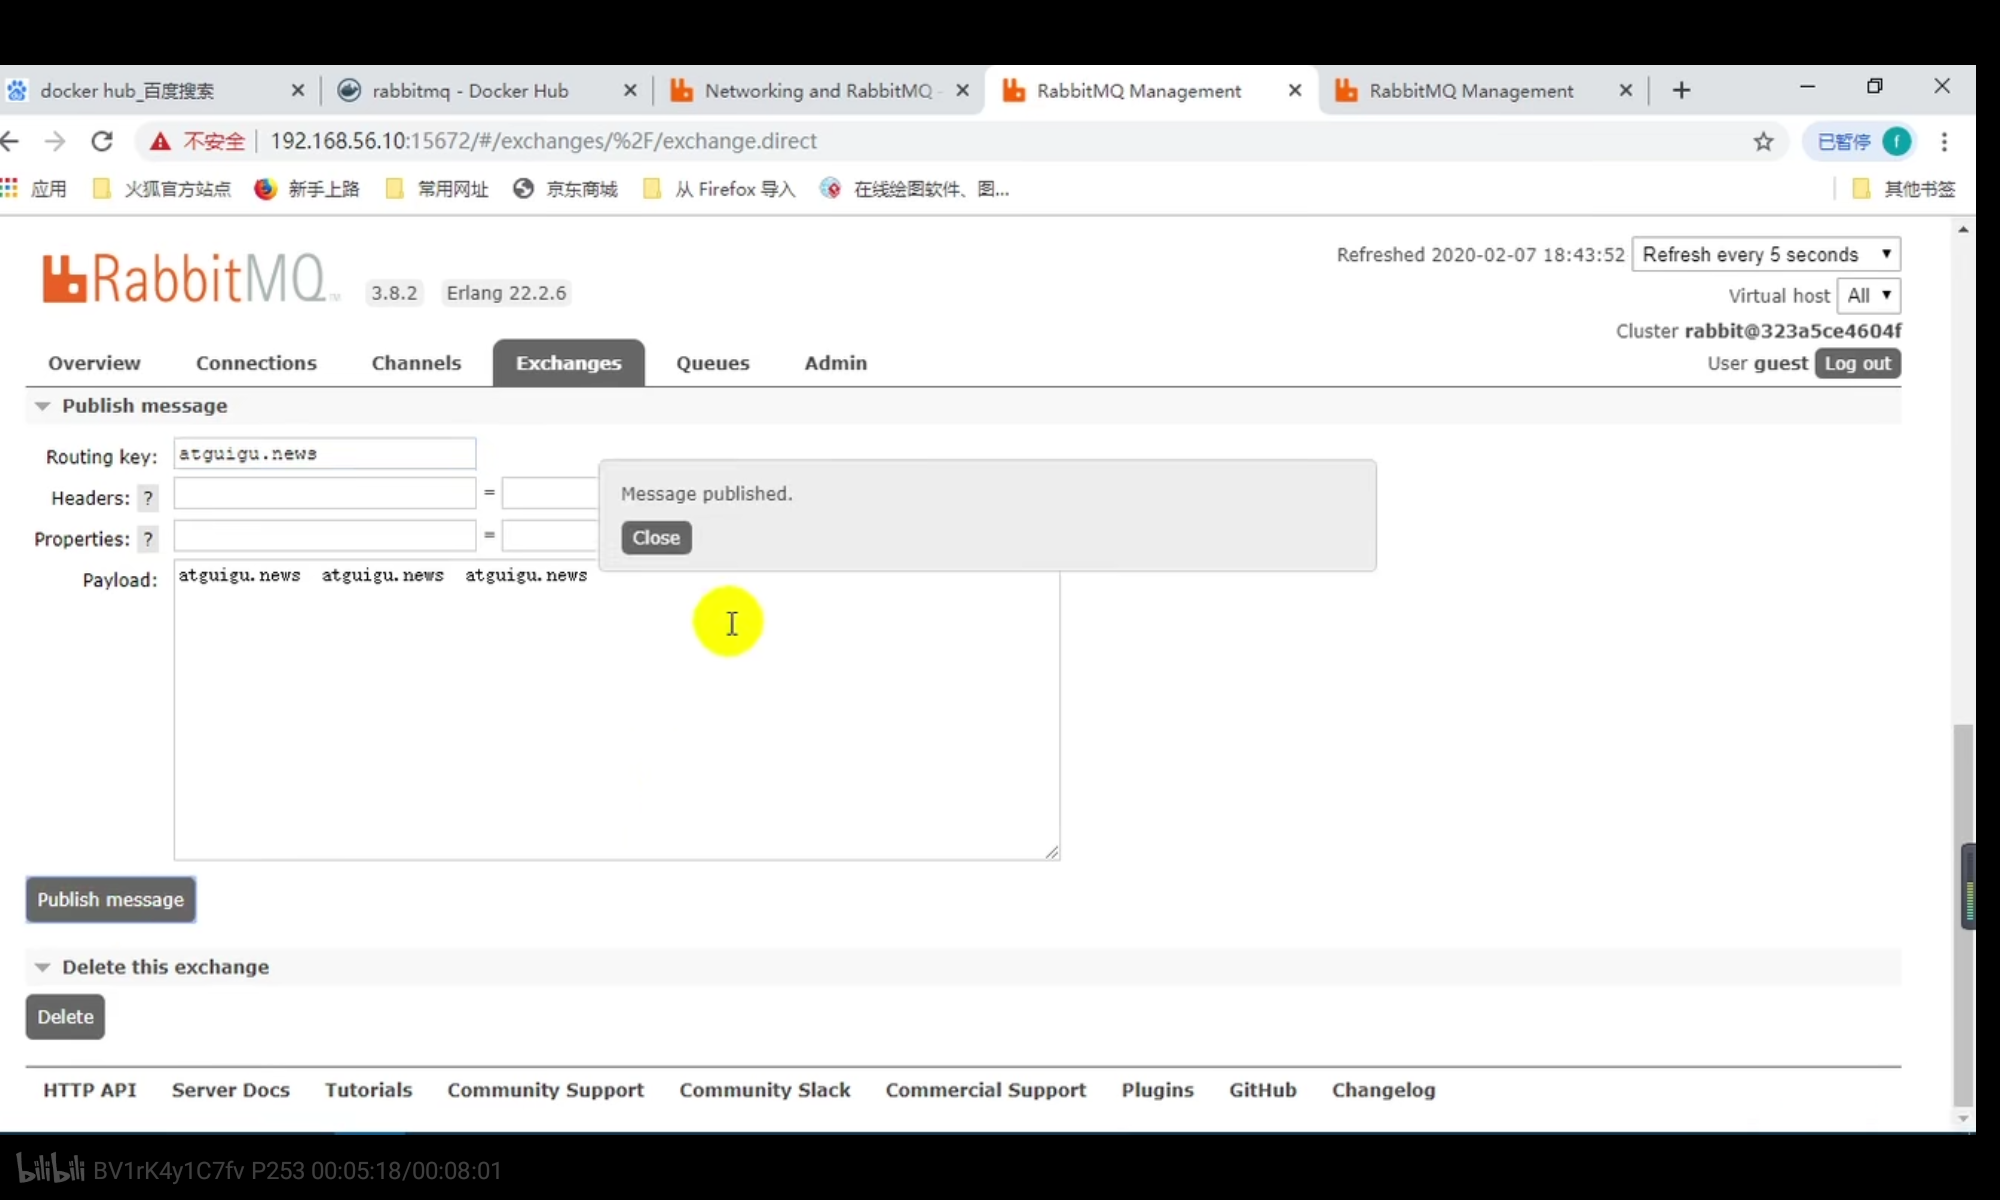 docker hub_百度搜索
rabbitmq - Docker Hub
Networking and RabbitMQ -
RabbitMQ Management
RabbitMQ Management
不安全
192.168.56.10:15672/#/exchanges/%2F/exchange.direct
已暂停 f
应用 火狐官方站点 新手上路 常用网址 京东商城 从 Firefox 导入 在线绘图软件、图... 其他书签
RabbitMQ TM 3.8.2 Erlang 22.2.6
Refreshed 2020-02-07 18:43:52 Refresh every 5 seconds
Virtual host All
Cluster rabbit@323a5ce4604f
User guest Log out
Overview Connections Channels Exchanges Queues Admin
Publish message
Routing key: atguigu.news
Headers: ? =
Properties: ? =
Message published.
Close
Payload: atguigu.news atguigu.news atguigu.news
Publish message
Delete this exchange
Delete
HTTP API Server Docs Tutorials Community Support Community Slack Commercial Support Plugins GitHub Changelog
bilibili BV1rK4y1C7fv P253 00:05:18/00:08:01